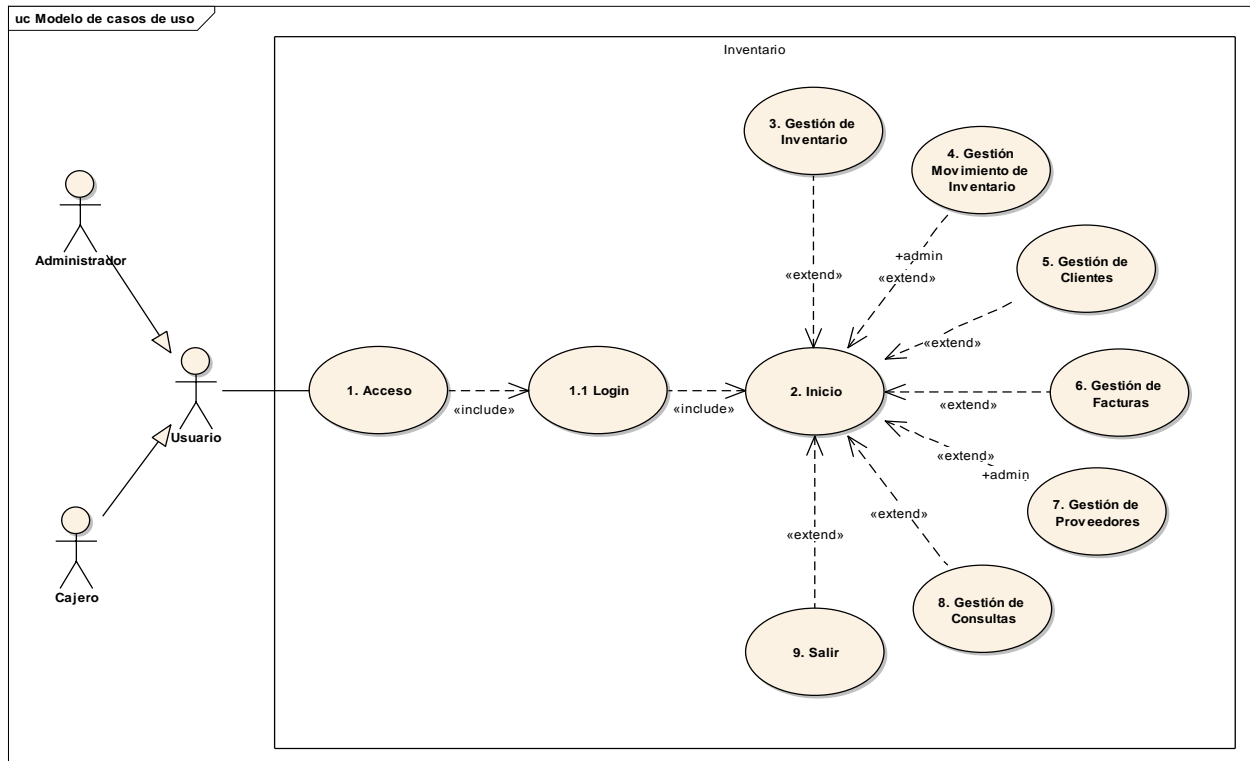 uc Modelo de casos de uso
Inventario
3. Gestión de
Inventario
4. Gestión
Movimiento de
Inventario
+admin
«extend»
«extend»
5. Gestión de
Clientes
«extend»
Administrador
Usuario
1. Acceso
«include»
1.1 Login
«include»
2. Inicio
6. Gestión de
Facturas
«extend»
«extend»
+admin
7. Gestión de
Proveedores
«extend»
«extend»
8. Gestión de
Consultas
Cajero
9. Salir